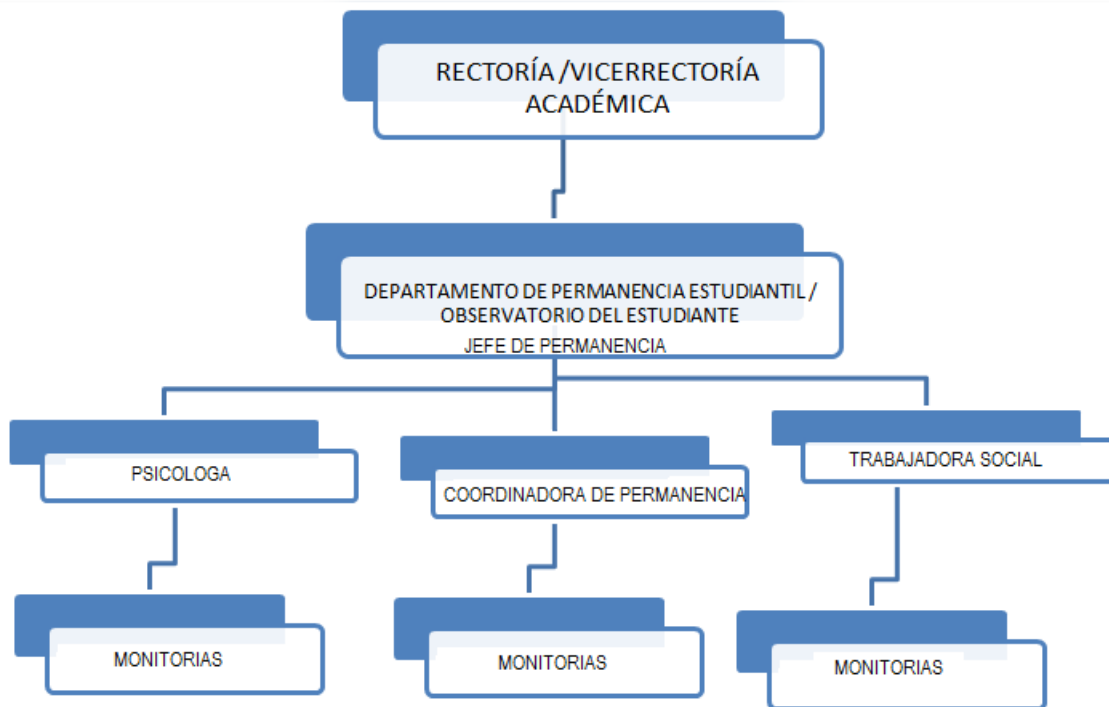 RECTORÍA /VICERRECTORÍA
ACADÉMICA
DEPARTAMENTO DE PERMANENCIA ESTUDIANTIL /
OBSERVATORIO DEL ESTUDIANTE
JEFE DE PERMANENCIA
PSICOLOGA
COORDINADORA DE PERMANENCIA
TRABAJADORA SOCIAL
MONITORIAS
MONITORIAS
MONITORIAS